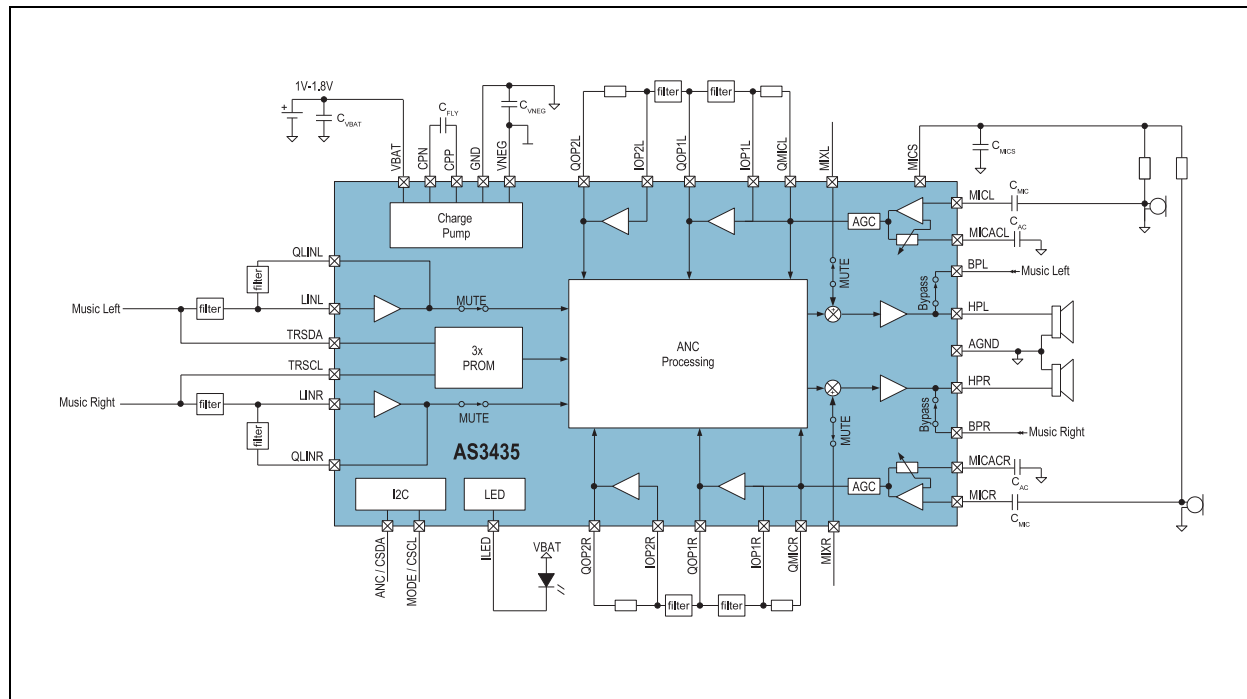 1V-1.8V
+
CVBAT
CFLY
CVNEG
filter
filter
VBAT
CPN
CPP
GND
VNEG
QOP2L
IOP2L
QOP1L
IOP1L
QMICL
MIXL
MICS
CMICS
Charge
Pump
AGC
MICL
CMIC
MICACL
CAC
MUTE
QLINL
filter
Music Left
filter
LINL
MUTE
TRSDA
TRSCL
3x
PROM
ANC
Processing
Bypass
BPL
Music Left
HPL
AGND
HPR
Music Right
filter
LINR
MUTE
filter
QLINR
MUTE
Bypass
BPR
Music Right
AS3435
AGC
MICACR
CAC
MICR
CMIC
I2C
LED
ANC / CSDA
MODE / CSCL
ILED
VBAT
QOP2R
IOP2R
QOP1R
IOP1R
QMICR
MIXR
filter
filter